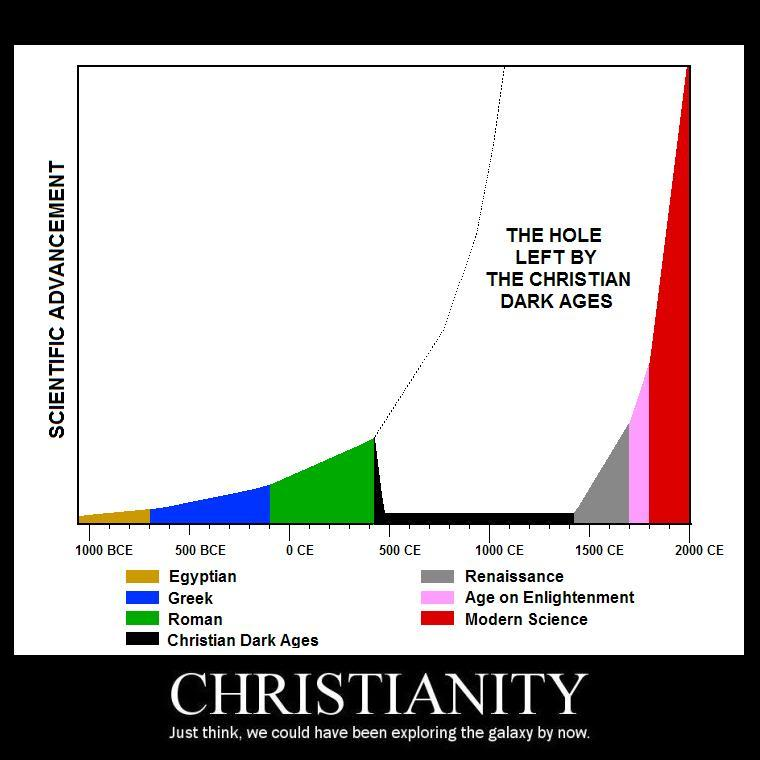 SCIENTIFIC ADVANCEMENT
THE HOLE
LEFT BY
THE CHRISTIAN
DARK AGES
1000 BCE 500 BCE 0 CE 500 CE 1000 CE 1500 CE 2000 CE
Egyptian Renaissance
Greek Age on Enlightenment
Roman Modern Science
Christian Dark Ages
CHRISTIANITY
Just think, we could have been exploring the galaxy by now.